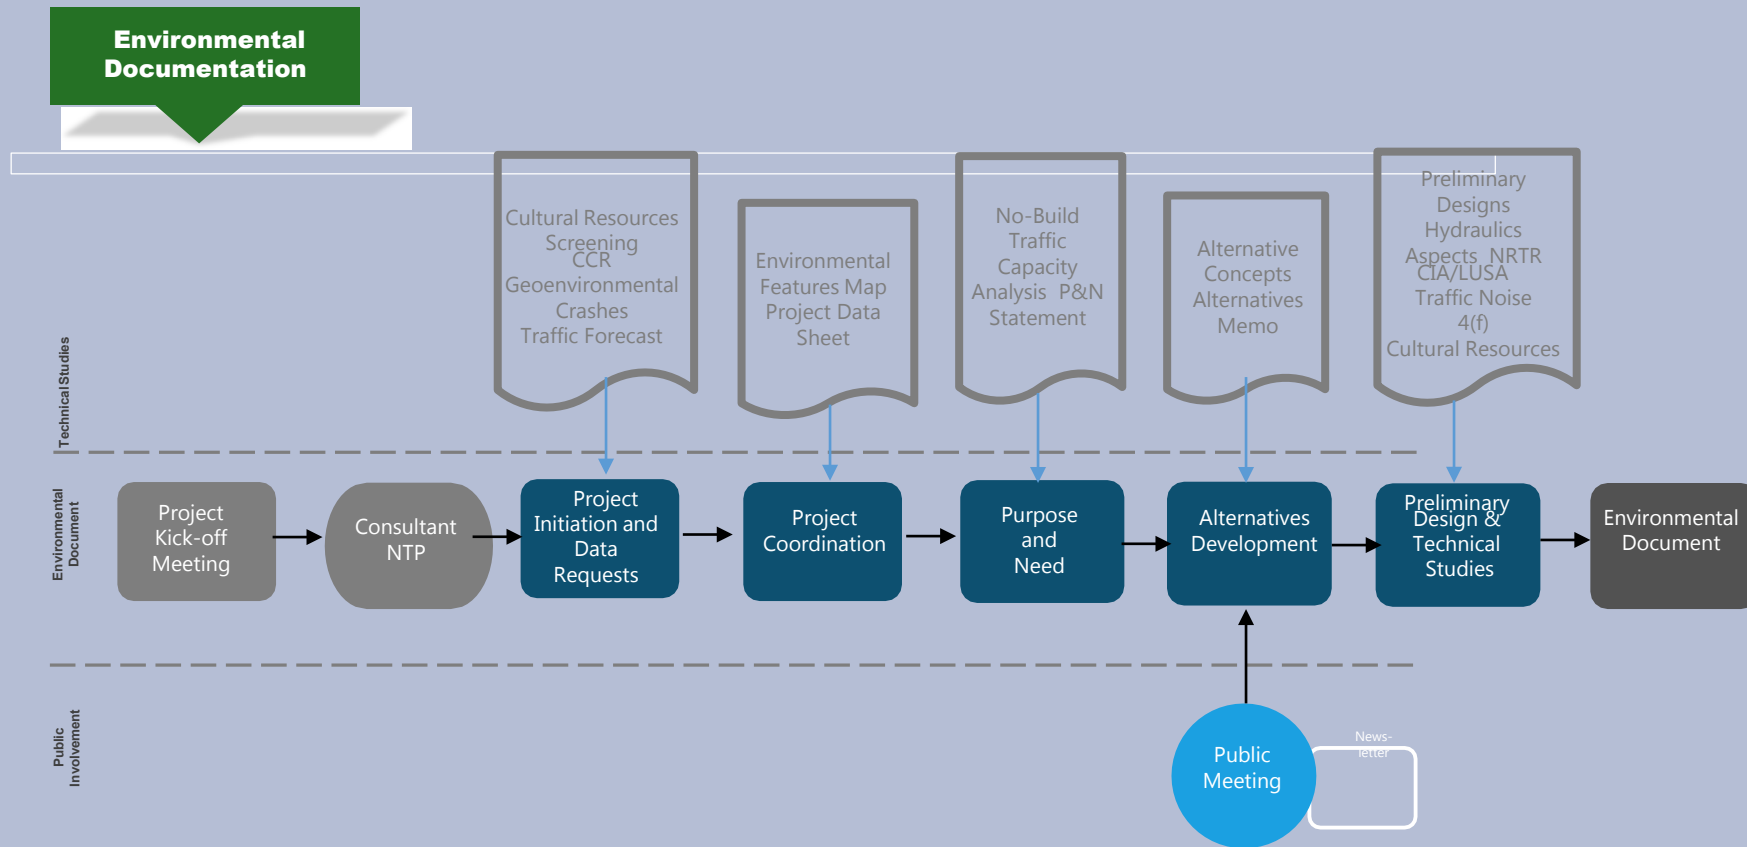 Environmental
Documentation
Technical Studies
Cultural Resources
Screening
CCR
Geoenvironmental
Crashes
Traffic Forecast
Environmental
Features Map
Project Data
Sheet
No-Build
Traffic
Capacity
Analysis P&N
Statement
Alternative
Concepts
Alternatives
Memo
Preliminary
Designs
Hydraulics
Aspects NRTR
CIA/LUSA
Traffic Noise
4(f)
Cultural Resources
Environmental
Document
Project
Kick-off
Meeting
Consultant
NTP
Project
Initiation and
Data
Requests
Project
Coordination
Purpose
and
Need
Alternatives
Development
Preliminary
Design &
Technical
Studies
Environmental
Document
Public
Involvement
Public
Meeting
News-
letter